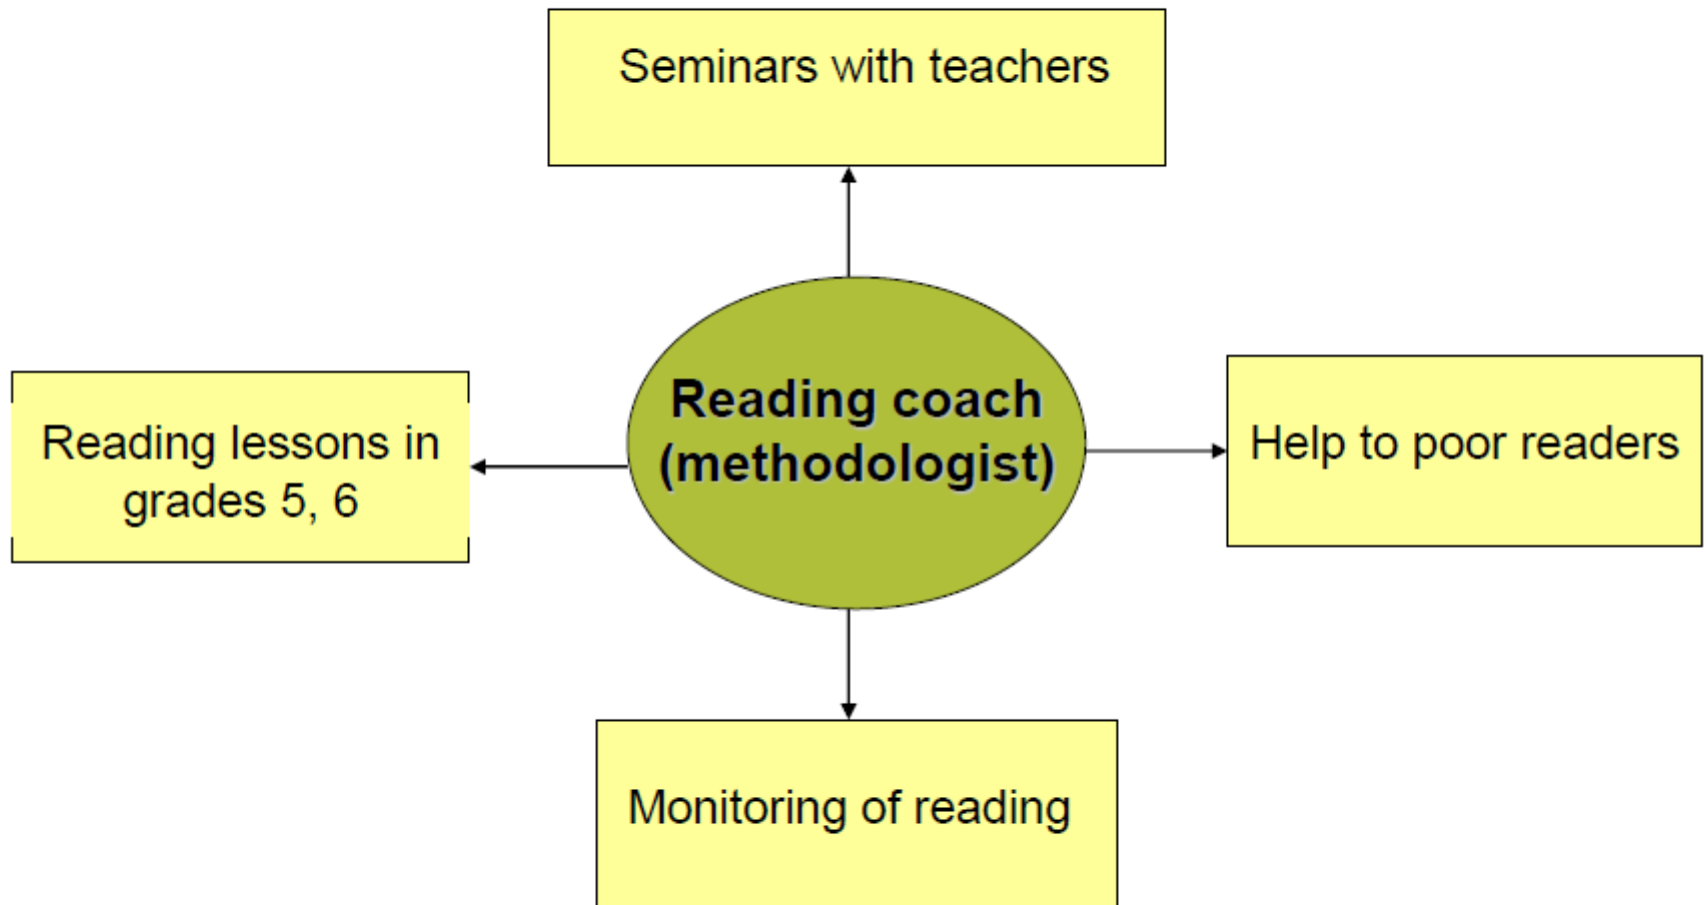 Seminars with teachers
Reading coach
(methodologist)
Reading lessons in
grades 5, 6
Help to poor readers
Monitoring of reading